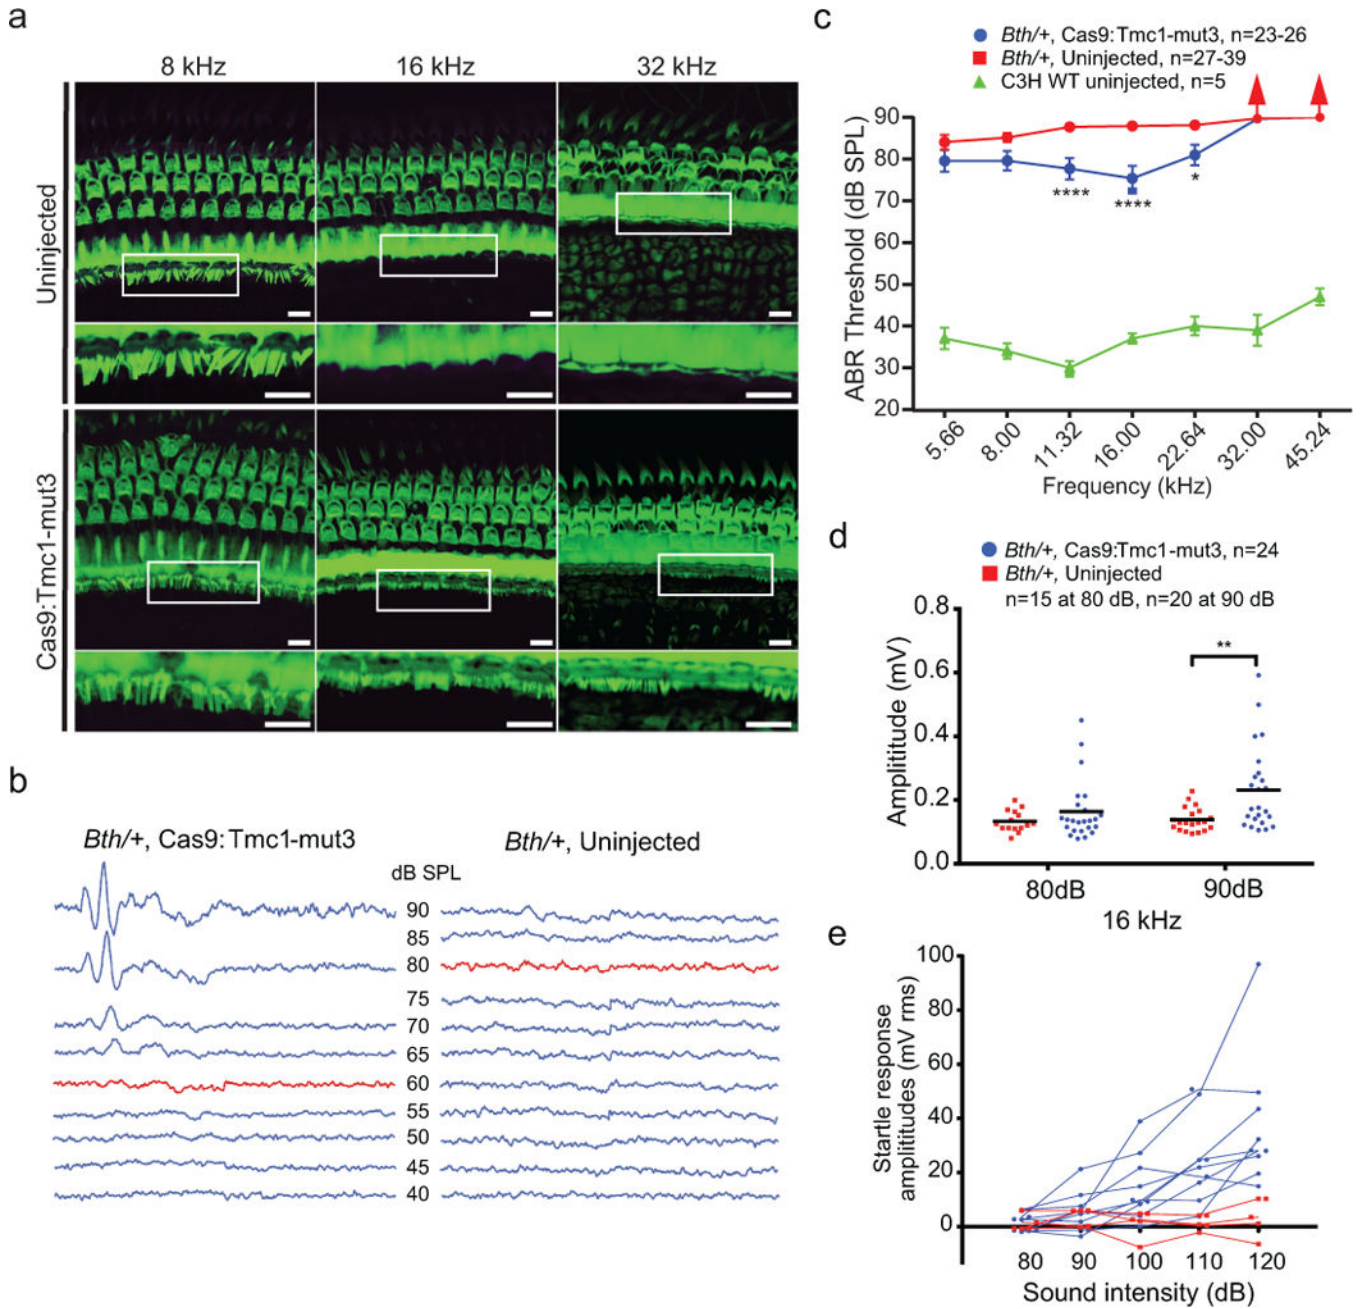 a
8 kHz 16 kHz 32 kHz
Uninjected
Cas9:Tmc1-mut3
b
Bth/+, Cas9:Tmc1-mut3
Bth/+, Uninjected
dB SPL
90
85
80
75
70
65
60
55
50
45
40
c
Bth/+, Cas9:Tmc1-mut3, n=23-26
Bth/+, Uninjected, n=27-39
C3H WT uninjected, n=5
ABR Threshold (dB SPL)
90
80
70
60
50
40
30
20
****
****
*
5.66 8.00 11.32 16.00 22.64 32.00 45.24
Frequency (kHz)
d
Bth/+, Cas9:Tmc1-mut3, n=24
Bth/+, Uninjected
n=15 at 80 dB, n=20 at 90 dB
Amplititude (mV)
0.8
0.6
0.4
0.2
0.0
**
80dB 90dB
16 kHz
e
Startle response
amplititudes (mV rms)
100
80
60
40
20
0
80 90 100 110 120
Sound intensity (dB)